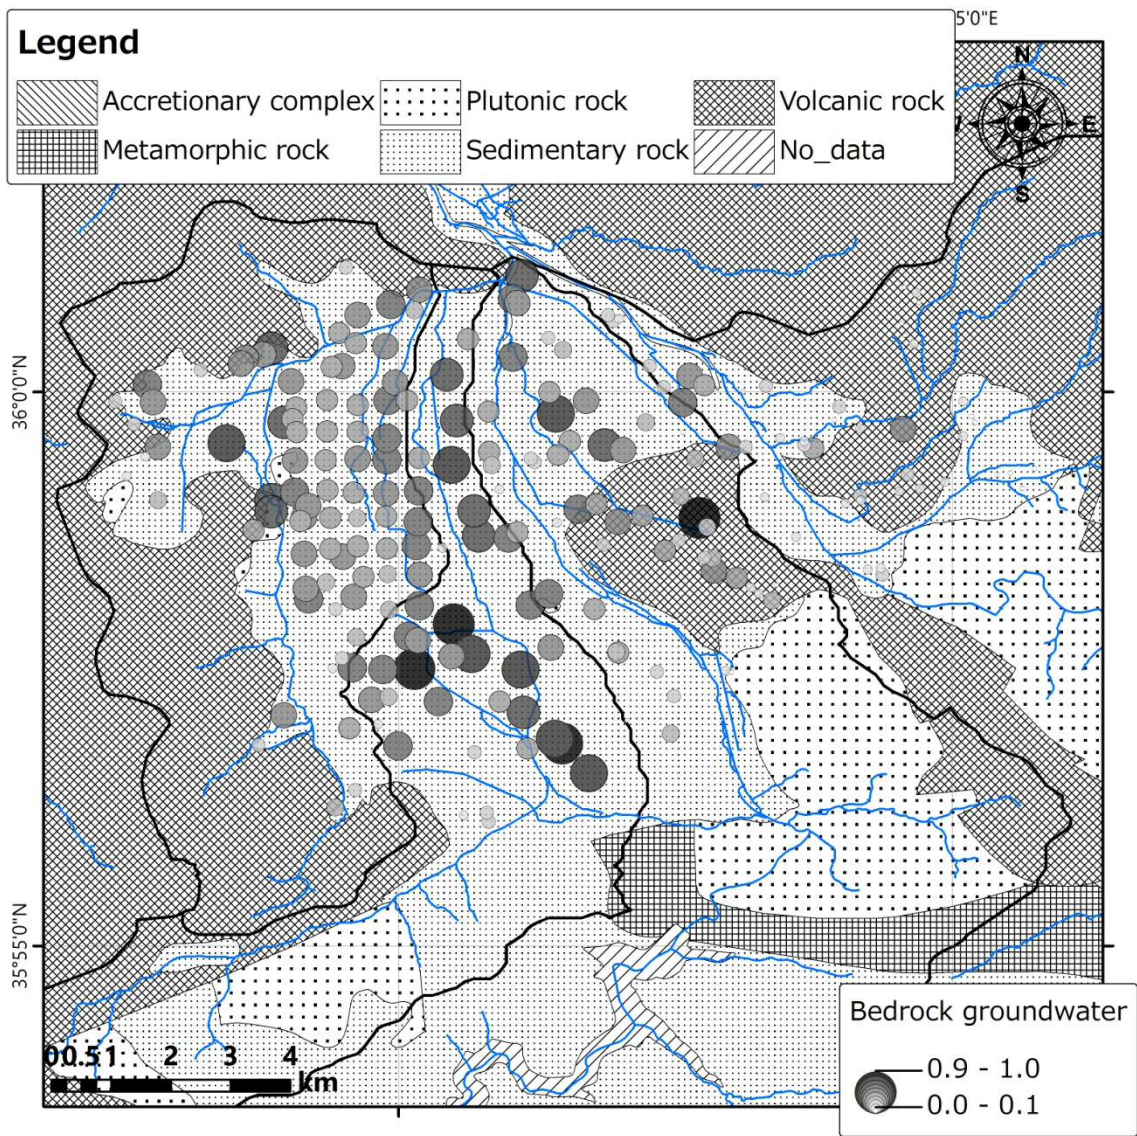 5'0"E
Legend
Accretionary complex Plutonic rock Volcanic rock
Metamorphic rock Sedimentary rock No_data
N
E
S
36°0'0"N
35°55'0"N
00.51 2 3 4
km
Bedrock groundwater
0.9 - 1.0
0.0 - 0.1